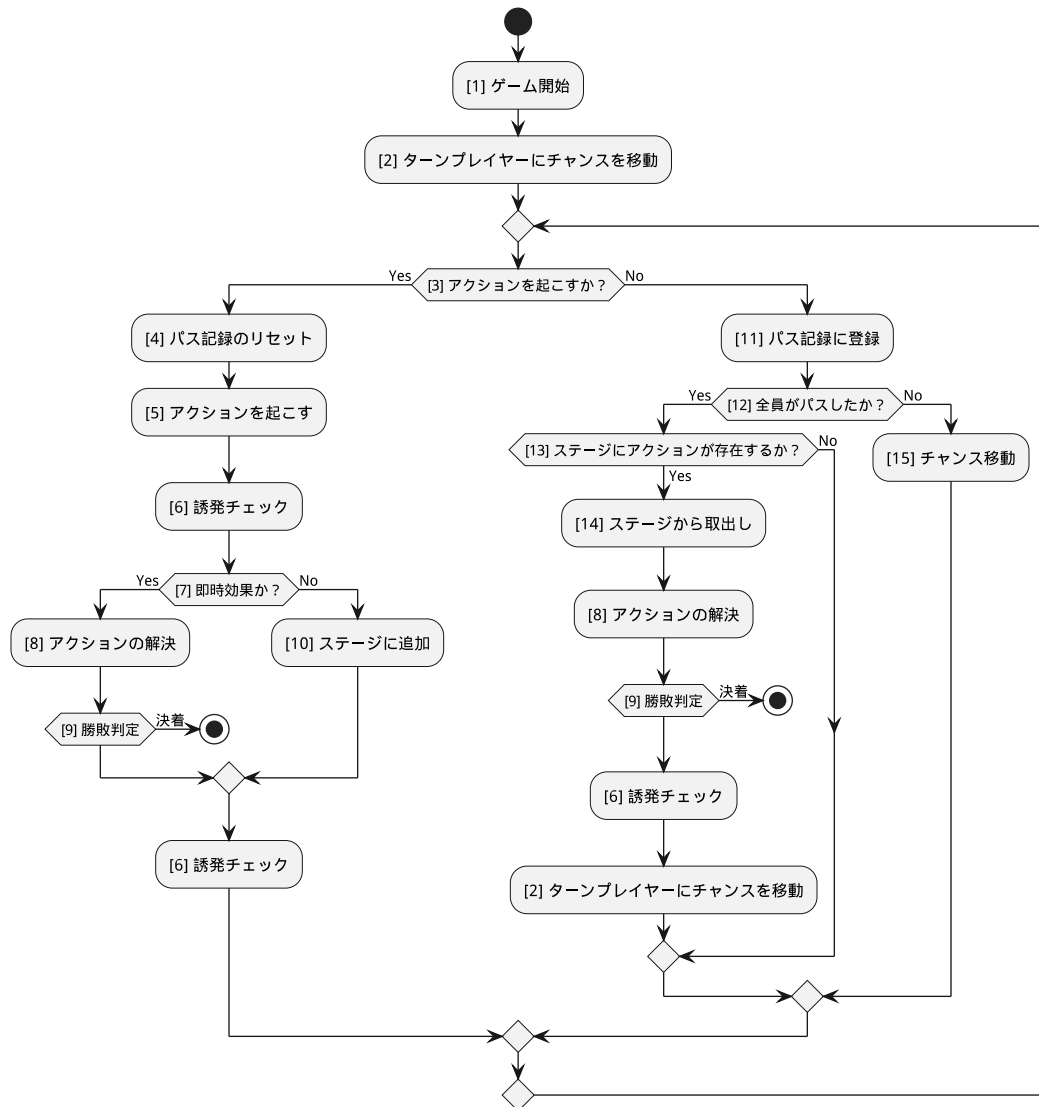 [1] ゲーム開始
[2] ターンプレイヤーにチャンスを移動
[3] アクションを起こすか？
Yes
No
[4] パス記録のリセット
[5] アクションを起こす
[6] 誘発チェック
[7] 即時効果か？
Yes
No
[8] アクションの解決
[10] ステージに追加
[9] 勝敗判定
決着
[6] 誘発チェック
[11] パス記録に登録
[12] 全員がパスしたか？
Yes
No
[13] ステージにアクションが存在するか？
No
Yes
[15] チャンス移動
[14] ステージから取出し
[8] アクションの解決
[9] 勝敗判定
決着
[6] 誘発チェック
[2] ターンプレイヤーにチャンスを移動